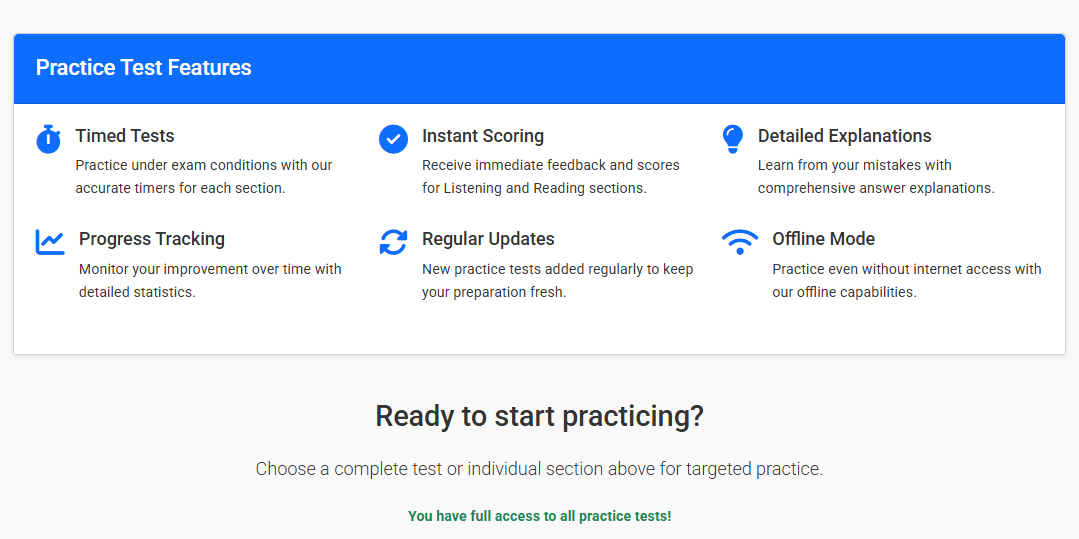 Practice Test Features
Timed Tests
Practice under exam conditions with our
accurate timers for each section.
Instant Scoring
Receive immediate feedback and scores
for Listening and Reading sections.
Detailed Explanations
Learn from your mistakes with
comprehensive answer explanations.
Progress Tracking
Monitor your improvement over time with
detailed statistics.
Regular Updates
New practice tests added regularly to keep
your preparation fresh.
Offline Mode
Practice even without internet access with
our offline capabilities.
Ready to start practicing?
Choose a complete test or individual section above for targeted practice.
You have full access to all practice tests!